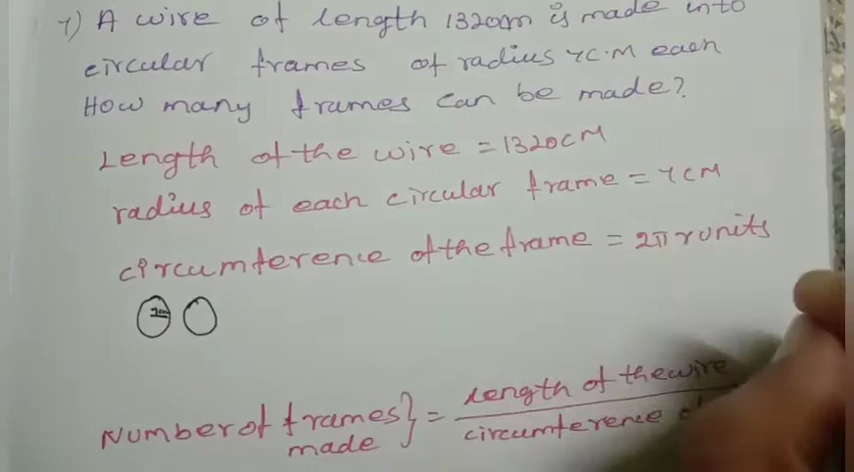 7) A wire of length 1320cm is made into
circular frames of radius 7C.M each
How many frames can be made?
Length of the wire = 1320CM
radius of each circular frame = 7CM
circumference of the frame = 2π r units
Number of frames made } = Length of the wire
circumference